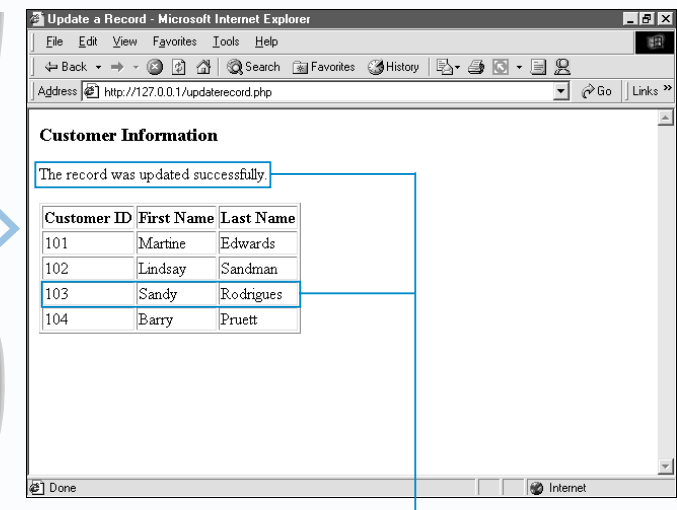 Update a Record - Microsoft Internet Explorer
File Edit View Favorites Tools Help
Back Search Favorites History
Address http://127.0.0.1/updaterecord.php Go Links »
Customer Information
The record was updated successfully.
Customer ID First Name Last Name
101 Martine Edwards
102 Lindsay Sandman
103 Sandy Rodrigues
104 Barry Pruett
Done Internet